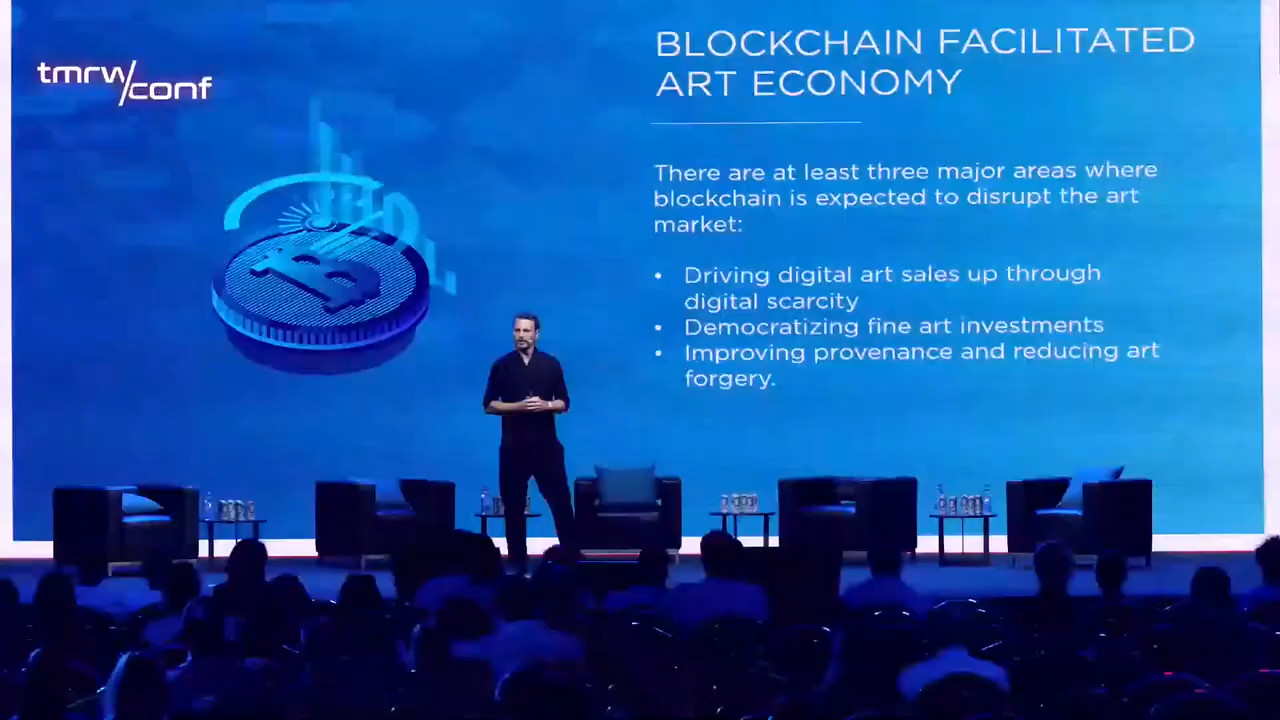 tmrw/conf
BLOCKCHAIN FACILITATED
ART ECONOMY
There are at least three major areas where
blockchain is expected to disrupt the art
market:
• Driving digital art sales up through
digital scarcity
• Democratizing fine art investments
• Improving provenance and reducing art
forgery.